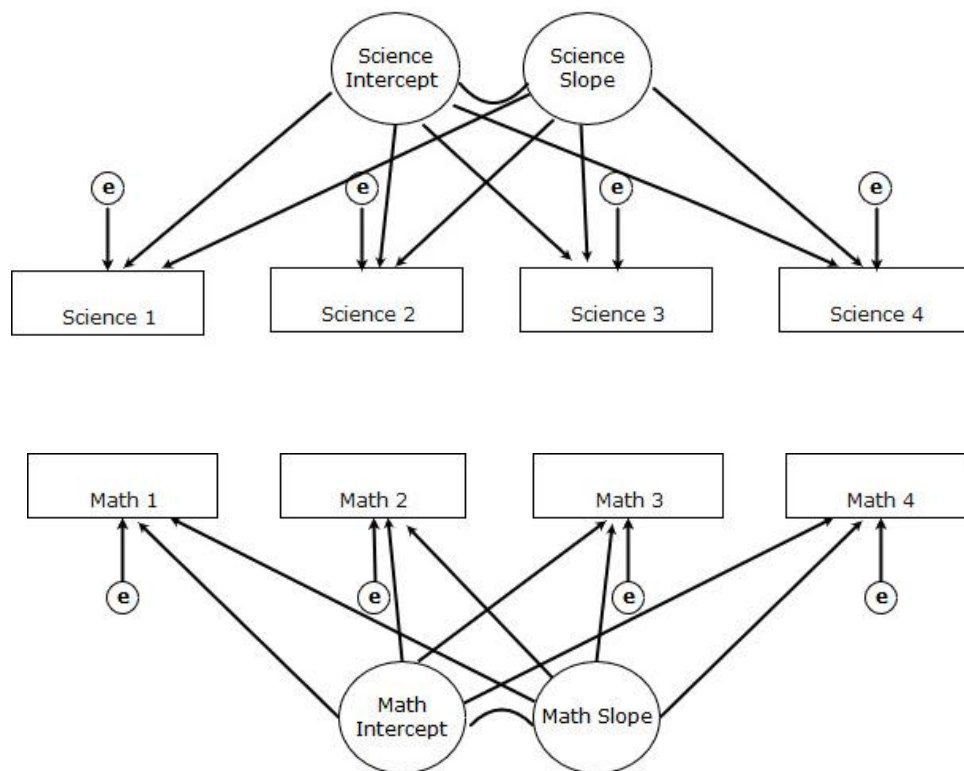 Science
Intercept
Science
Slope
e
e
e
e
Science 1
Science 2
Science 3
Science 4
Math 1
Math 2
Math 3
Math 4
e
e
e
e
Math
Intercept
Math Slope